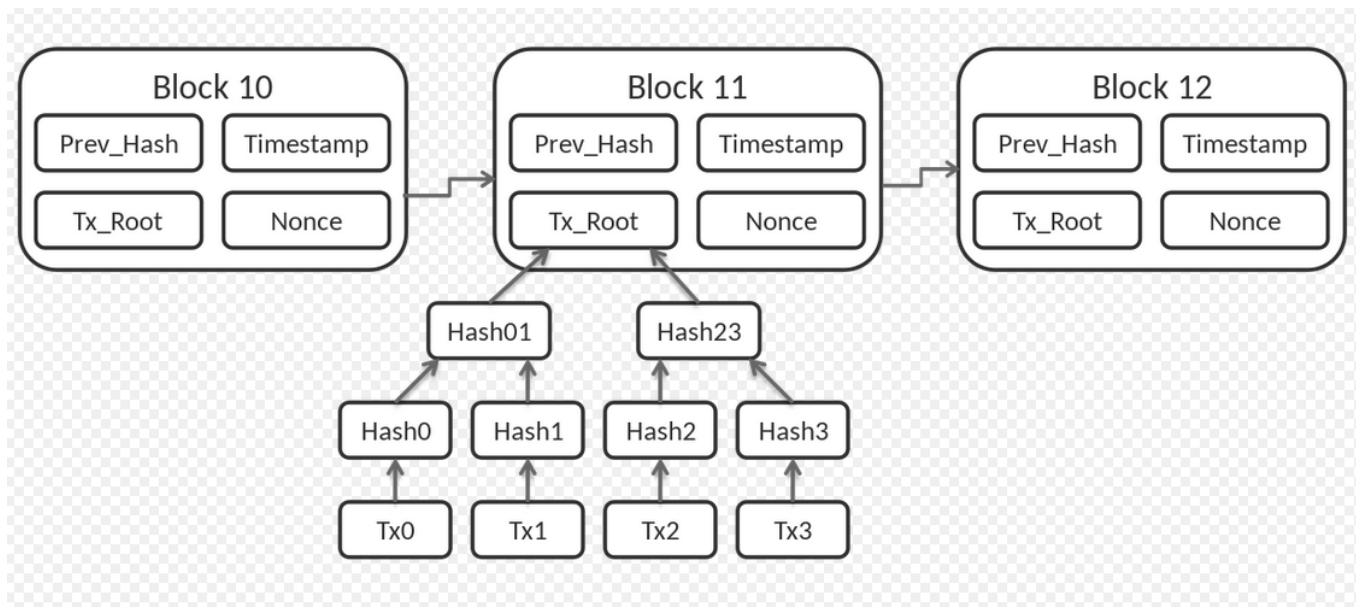 Block 10
Prev_Hash
Timestamp
Tx_Root
Nonce
Block 11
Prev_Hash
Timestamp
Tx_Root
Nonce
Block 12
Prev_Hash
Timestamp
Tx_Root
Nonce
Hash01
Hash23
Hash0
Hash1
Hash2
Hash3
Tx0
Tx1
Tx2
Tx3